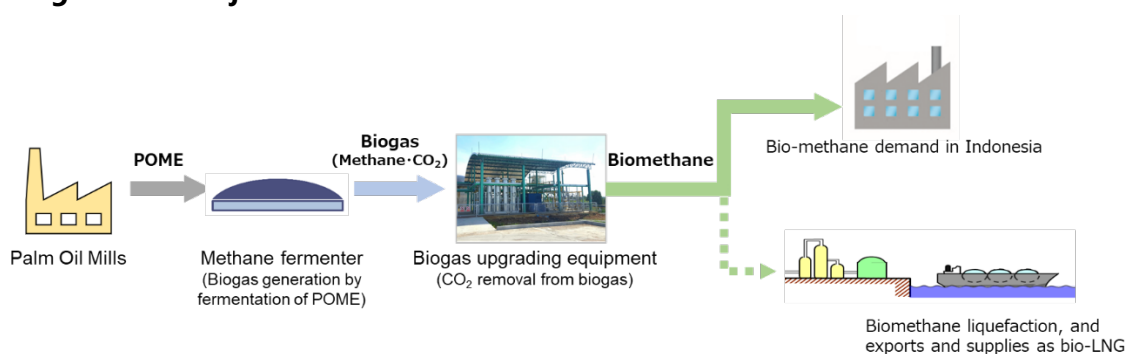 POME
Biogas
(Methane·CO₂)
Biomethane
Bio-methane demand in Indonesia
Palm Oil Mills
Methane fermenter
(Biogas generation by
fermentation of POME)
Biogas upgrading equipment
(CO₂ removal from biogas)
Biomethane liquefaction, and
exports and supplies as bio-LNG